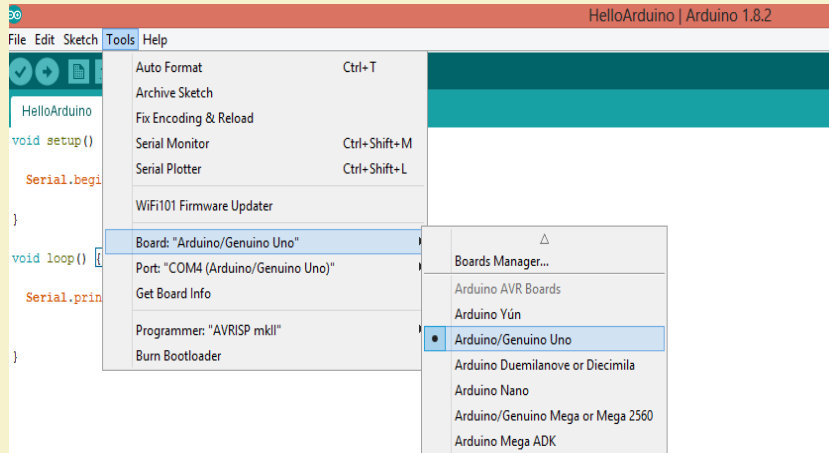 HelloArduino | Arduino 1.8.2
File Edit Sketch Tools Help
HelloArduino
void setup()
Serial.begi
}
void loop() {
Serial.prin
}
Auto Format Ctrl+T
Archive Sketch
Fix Encoding & Reload
Serial Monitor Ctrl+Shift+M
Serial Plotter Ctrl+Shift+L
WiFi101 Firmware Updater
Board: "Arduino/Genuino Uno"
Port: "COM4 (Arduino/Genuino Uno)"
Get Board Info
Programmer: "AVRISP mkII"
Burn Bootloader
Boards Manager...
Arduino AVR Boards
Arduino Yún
Arduino/Genuino Uno
Arduino Duemilanove or Diecimila
Arduino Nano
Arduino/Genuino Mega or Mega 2560
Arduino Mega ADK